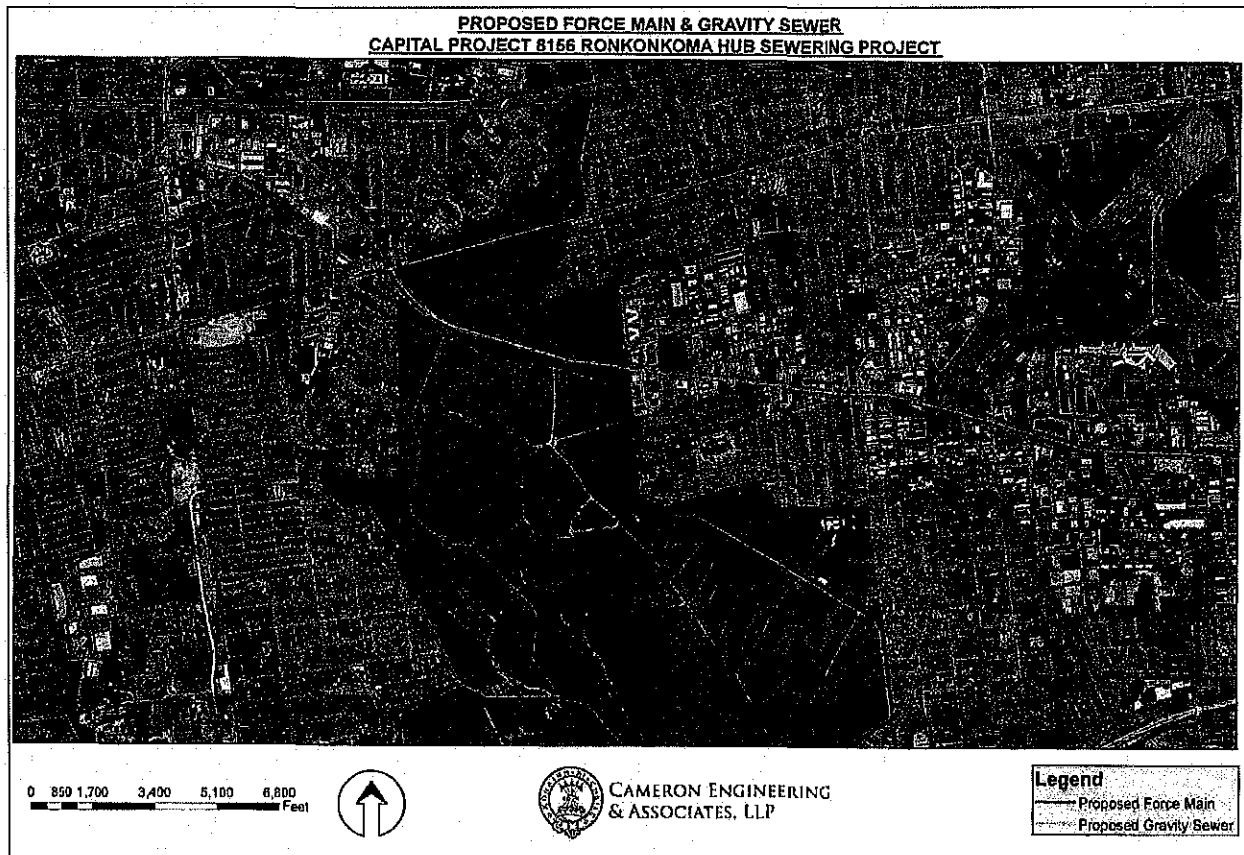 PROPOSED FORCE MAIN & GRAVITY SEWER
CAPITAL PROJECT 8156 RONKONKOMA HUB SEWERING PROJECT
0 850 1,700 3,400 5,100 6,800
Feet
CAMERON ENGINEERING
& ASSOCIATES, LLP
Legend
Proposed Force Main
Proposed Gravity Sewer